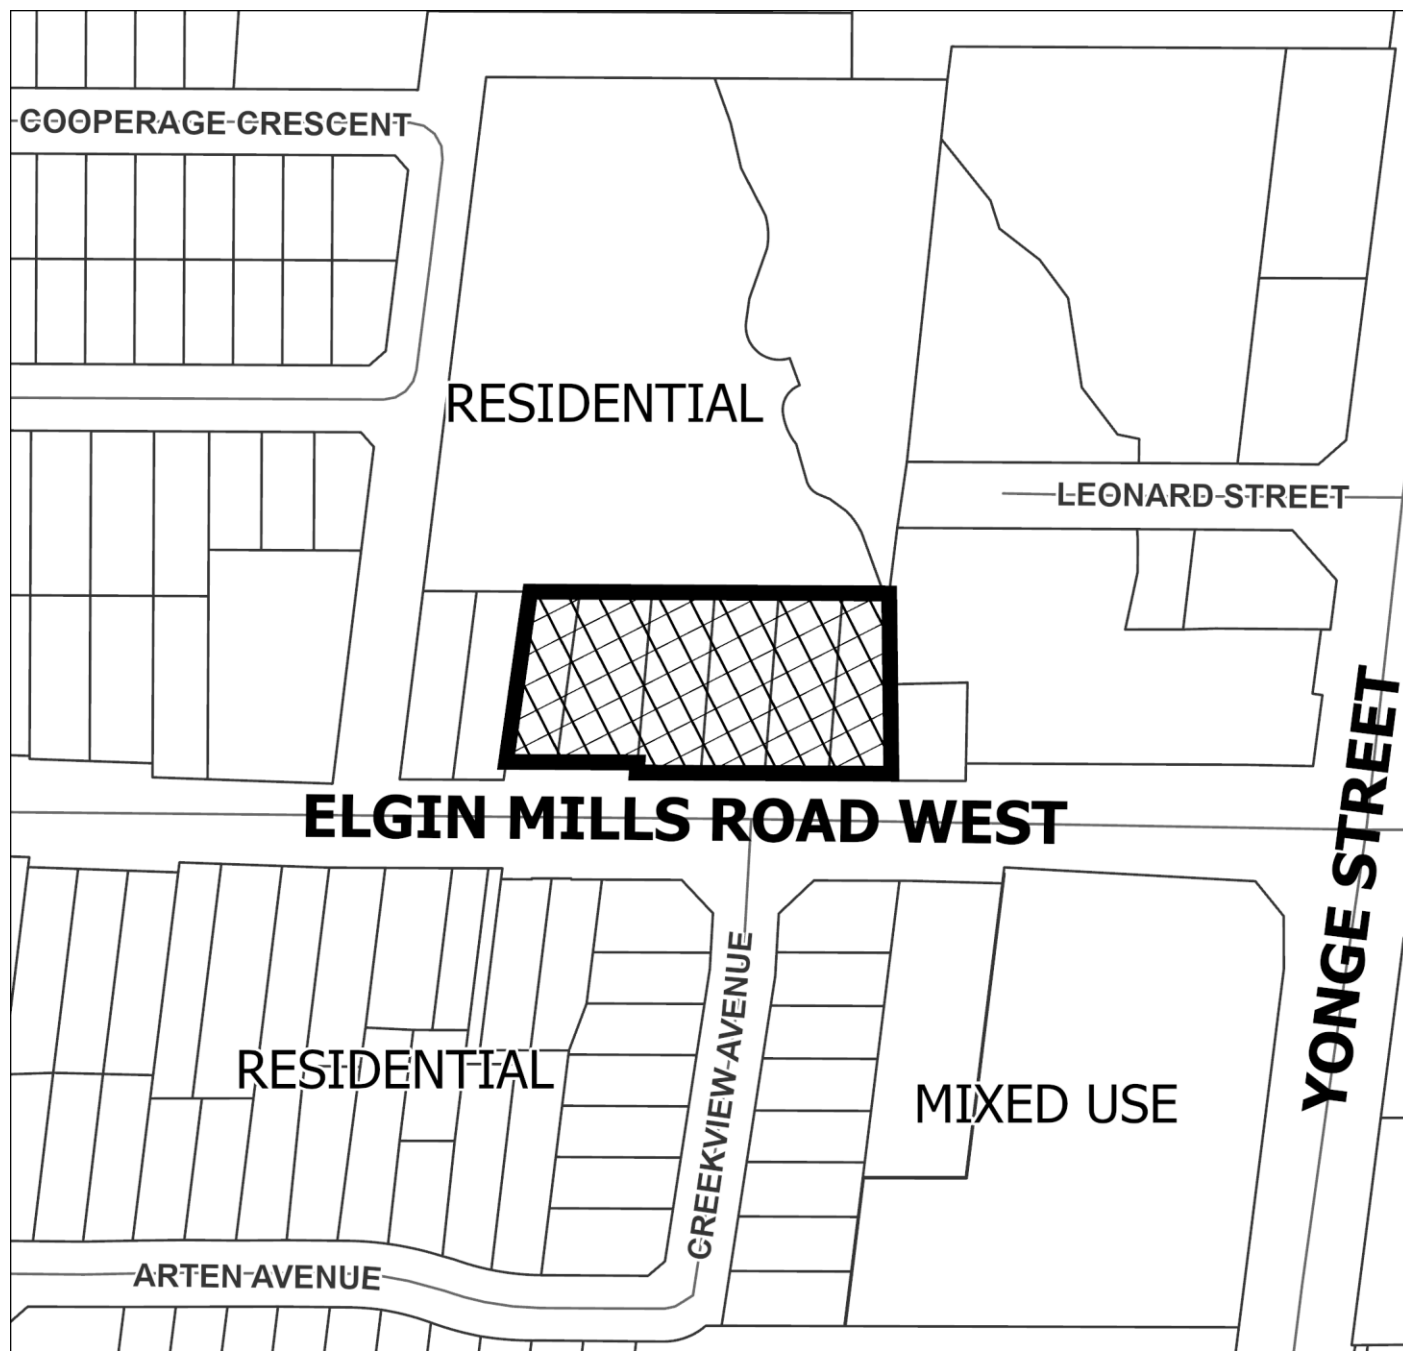 COOPERAGE CRESCENT
RESIDENTIAL
LEONARD STREET
ELGIN MILLS ROAD WEST
YONGE STREET
CREEKVIEW AVENUE
RESIDENTIAL
MIXED USE
ARTEN AVENUE